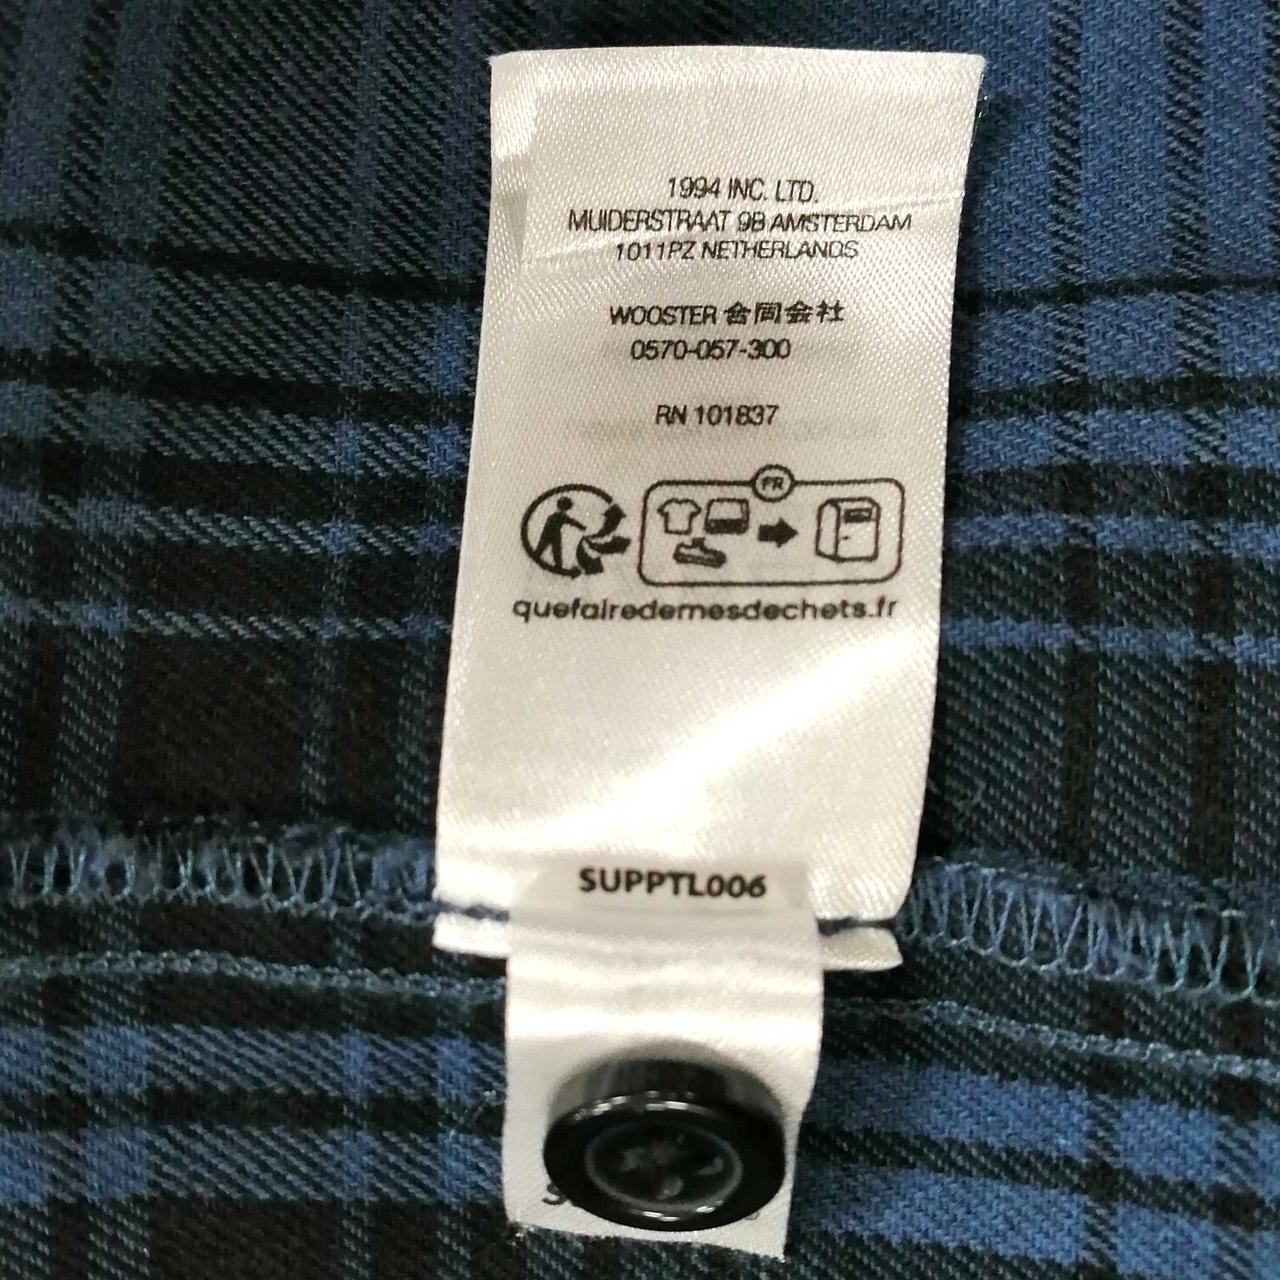 1994 INC. LTD.
MUIDERSTRAAT 9B AMSTERDAM
1011PZ NETHERLANDS
WOOSTER 合同会社
0570-057-300
RN 101837
FR
quefairedemesdechets.fr
SUPPTL006